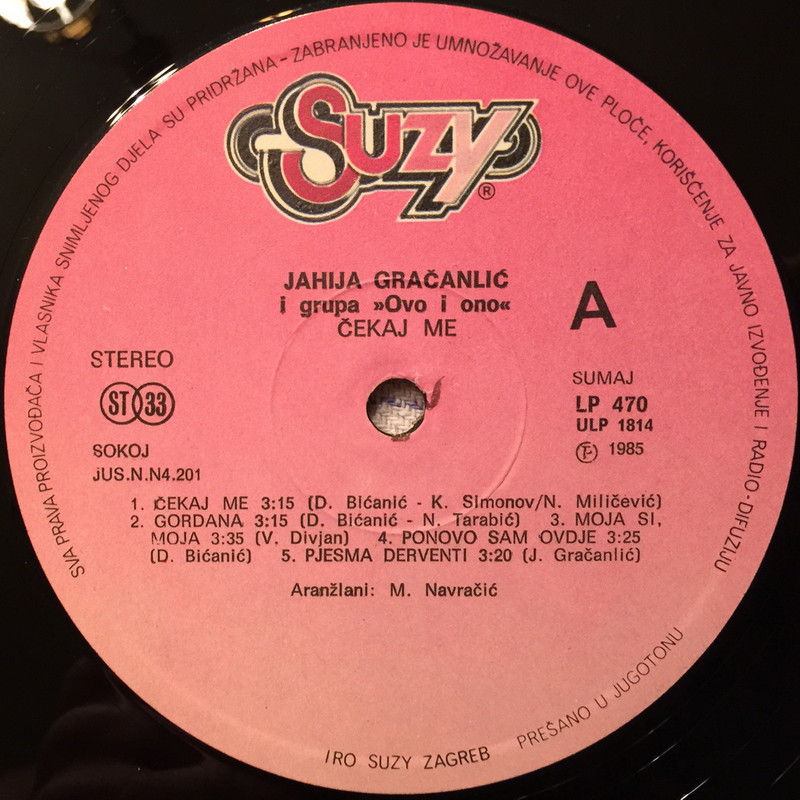 SVA PRAVA PROIZVOĐAČA I VLASNIKA SNIMLJENOG DJELA SU PRIDRŽANA – ZABRANJENO JE UMNOŽAVANJE OVE PLOČE, KORIŠĆENJE ZA JAVNO IZVOĐENJE I RADIO-DIFUZIJU
SUZY ®
JAHIJA GRAČANLIĆ
i grupa »Ovo i ono«
ČEKAJ ME
A
STEREO
ST 33
SOKOJ
JUS.N.N4.201
SUMAJ
LP 470
ULP 1814
℗ 1985
1. ČEKAJ ME 3:15 (D. Bićanić - K. Simonov/N. Miličević)
2. GORDANA 3:15 (D. Bićanić - N. Tarabić) 3. MOJA SI,
MOJA 3:35 (V. Divjan) 4. PONOVO SAM OVDJE 3:25
(D. Bićanić) 5. PJESMA DERVENTI 3:20 (J. Gračanlić)
Aranžlani: M. Navračić
IRO SUZY ZAGREB PREŠANO U JUGOTONU